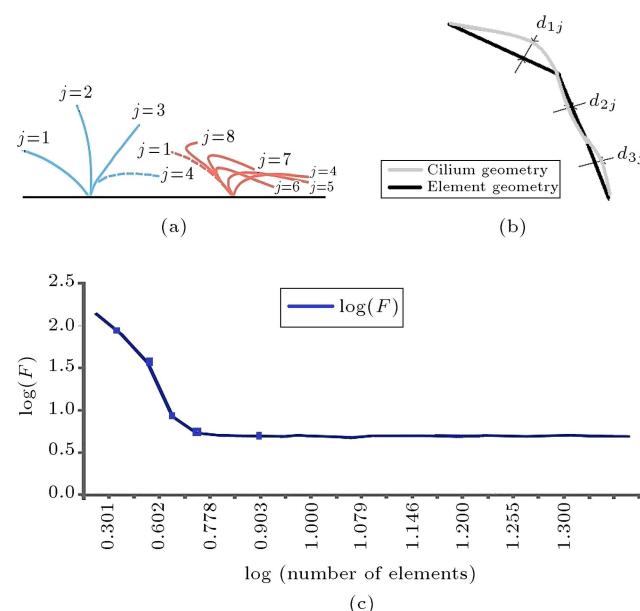 j=1
j=2
j=3
j=4
j=1
j=8
j=7
j=6
j=4
j=5
(a)
d1j
d2j
d3j
Cilium geometry
Element geometry
(b)
log(F)
2.5
2.0
1.5
1.0
0.5
0.0
log(F)
0.301
0.602
0.778
0.903
1.000
1.079
1.146
1.200
1.255
1.300
log (number of elements)
(c)